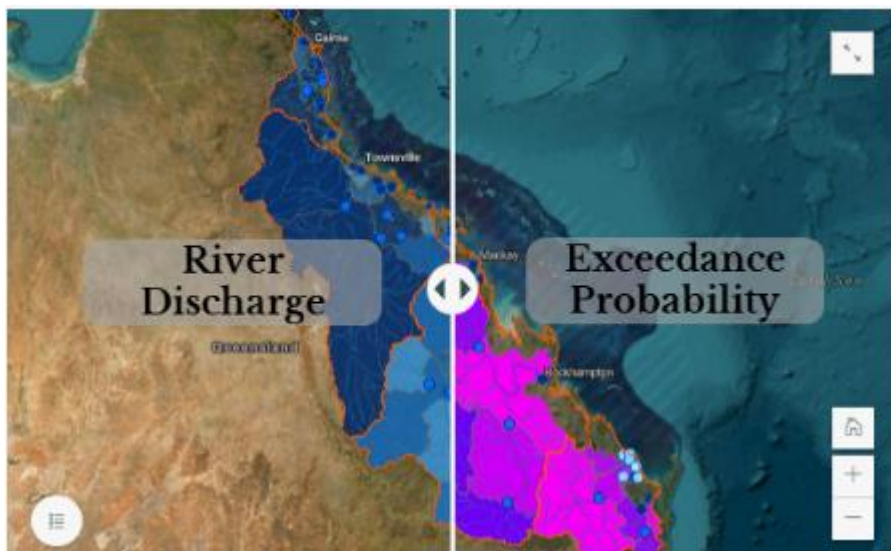 Cairns
Townsville
Mackay
River
Discharge
Exceedance
Probability
Queensland
Rockhampton